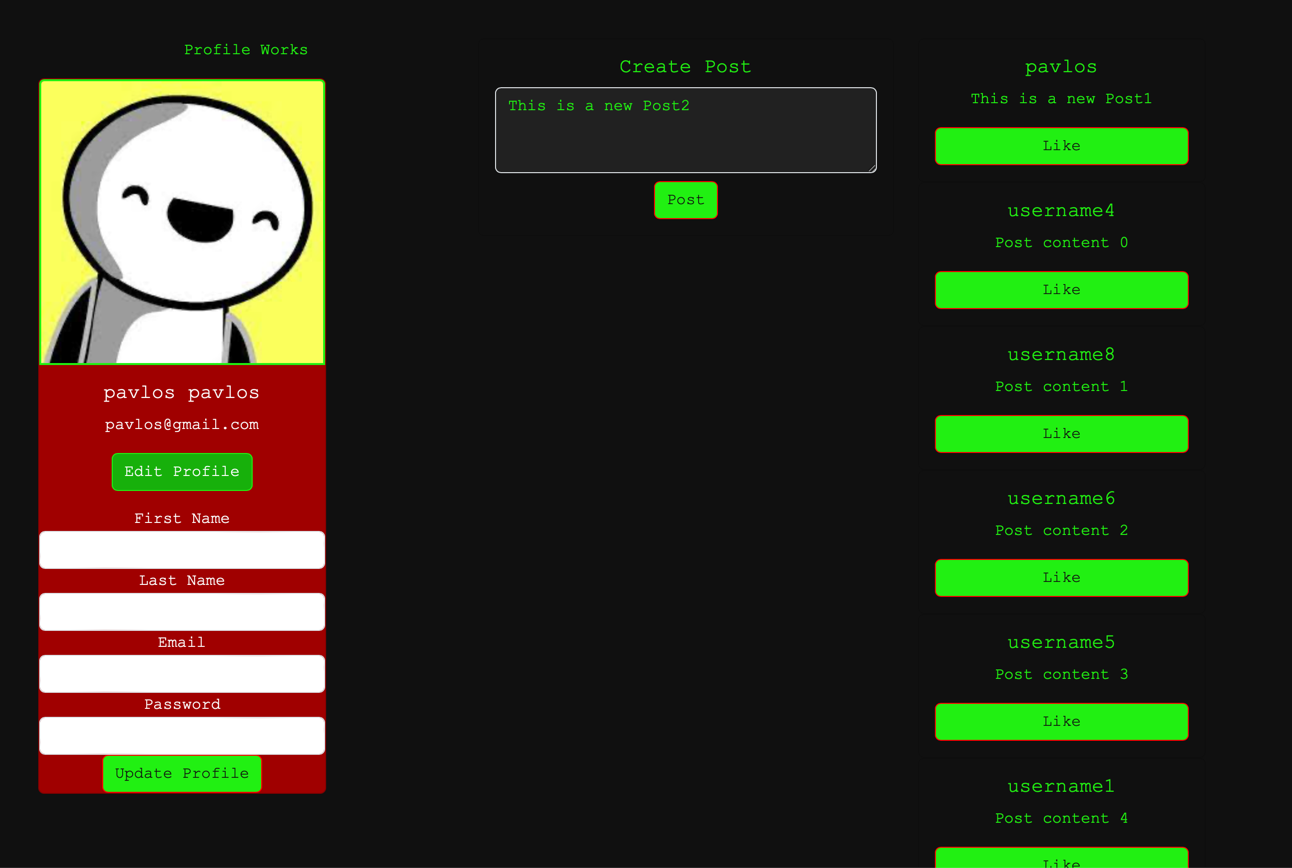 Profile Works
pavlos pavlos
pavlos@gmail.com
Edit Profile
First Name
Last Name
Email
Password
Update Profile
Create Post
This is a new Post2
Post
pavlos
This is a new Post1
Like
username4
Post content 0
Like
username8
Post content 1
Like
username6
Post content 2
Like
username5
Post content 3
Like
username1
Post content 4
Like